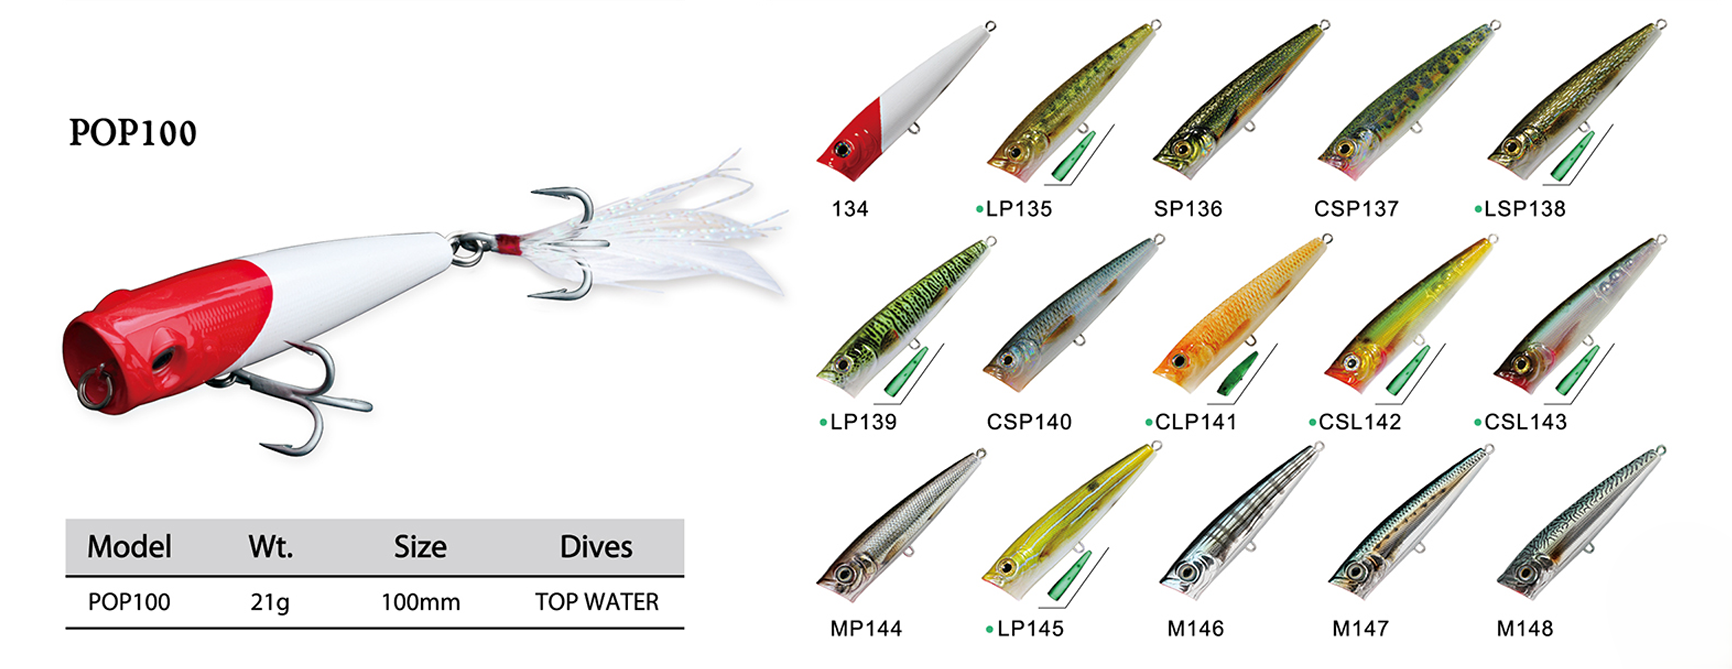 POP100
Model Wt. Size Dives
POP100 21g 100mm TOP WATER
134 LP135 SP136 CSP137 LSP138
LP139 CSP140 CLP141 CSL142 CSL143
MP144 LP145 M146 M147 M148